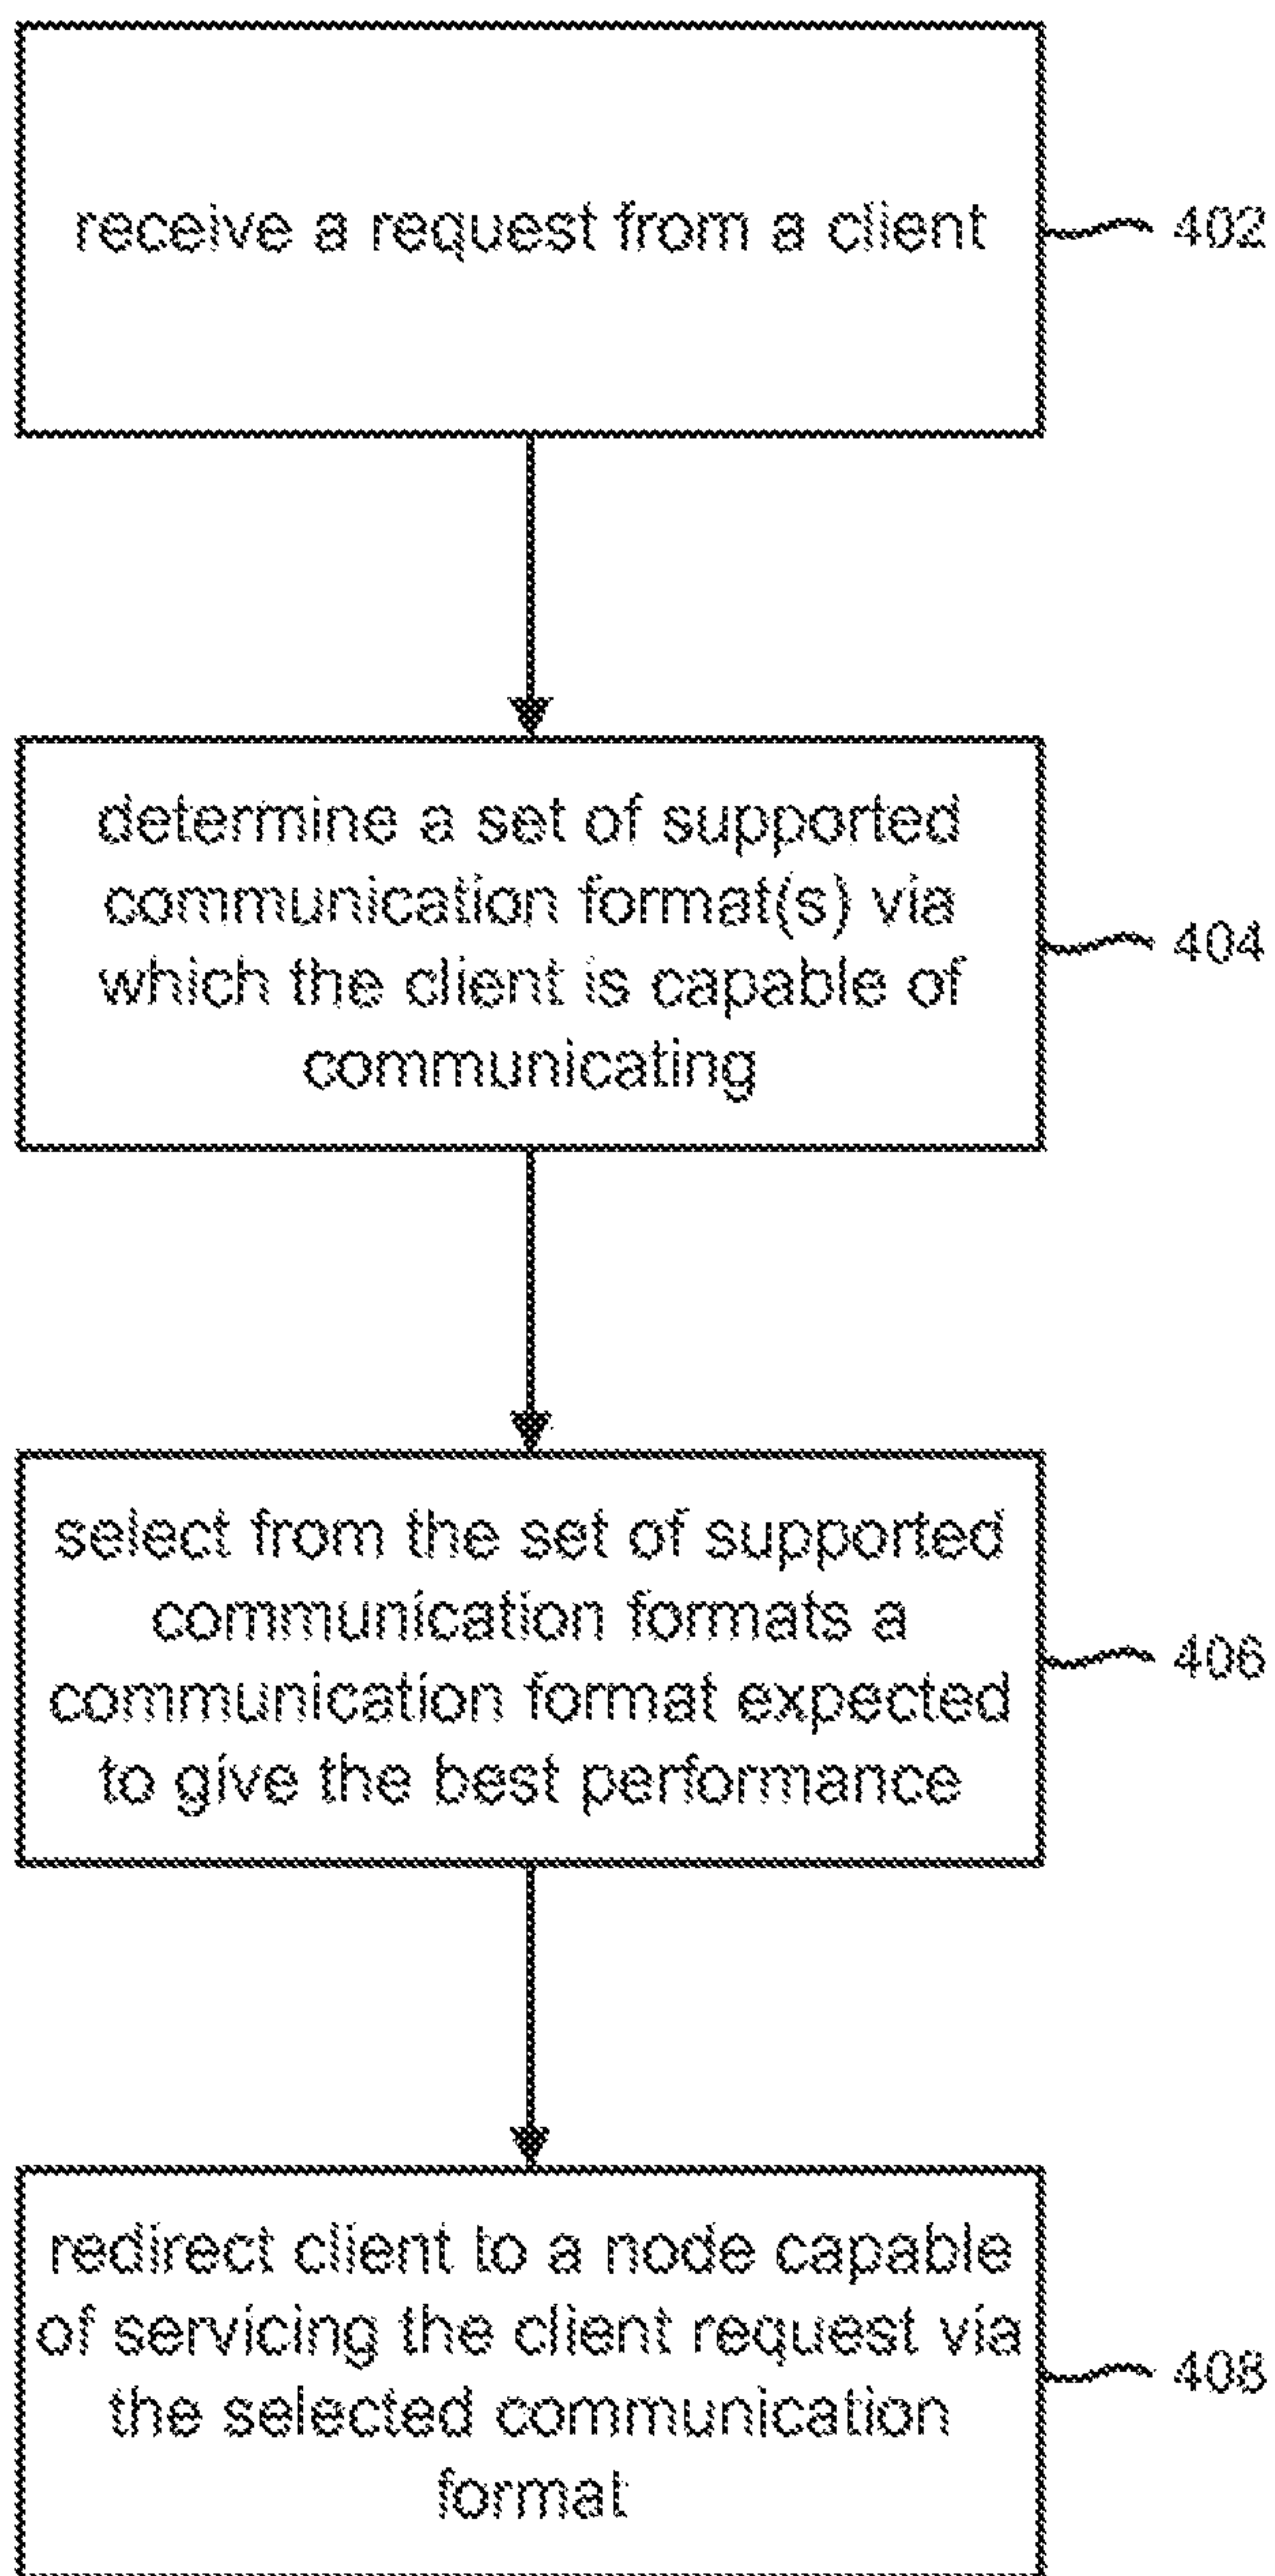 receive a request from a client
402
determine a set of supported
communication format(s) via
which the client is capable of
communicating
404
select from the set of supported
communication formats a
communication format expected
to give the best performance
406
redirect client to a node capable
of servicing the client request via
the selected communication
format
408